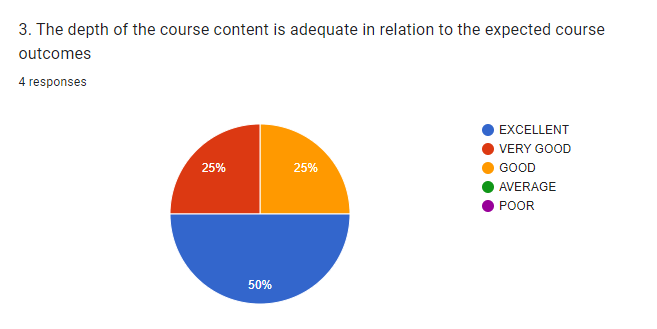 3. The depth of the course content is adequate in relation to the expected course
outcomes
4 responses
25%
25%
50%
EXCELLENT
VERY GOOD
GOOD
AVERAGE
POOR